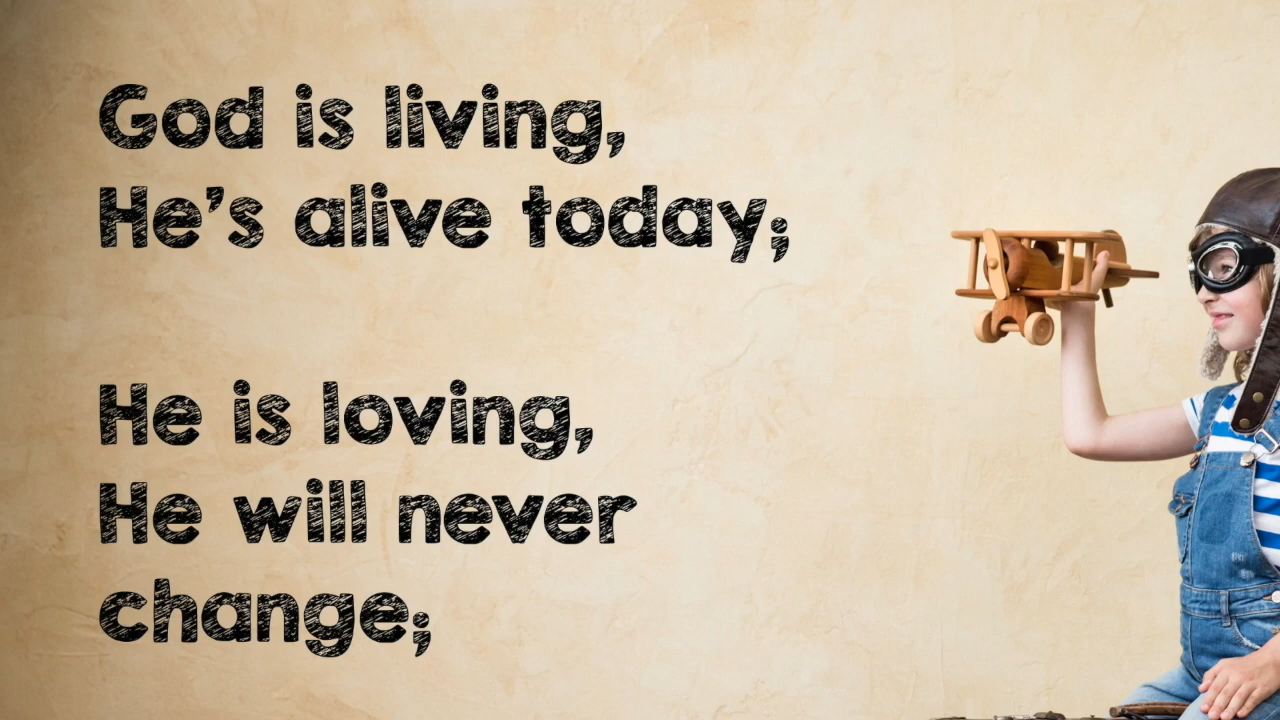 God is living,
He's alive today;
He is loving,
He will never
change;